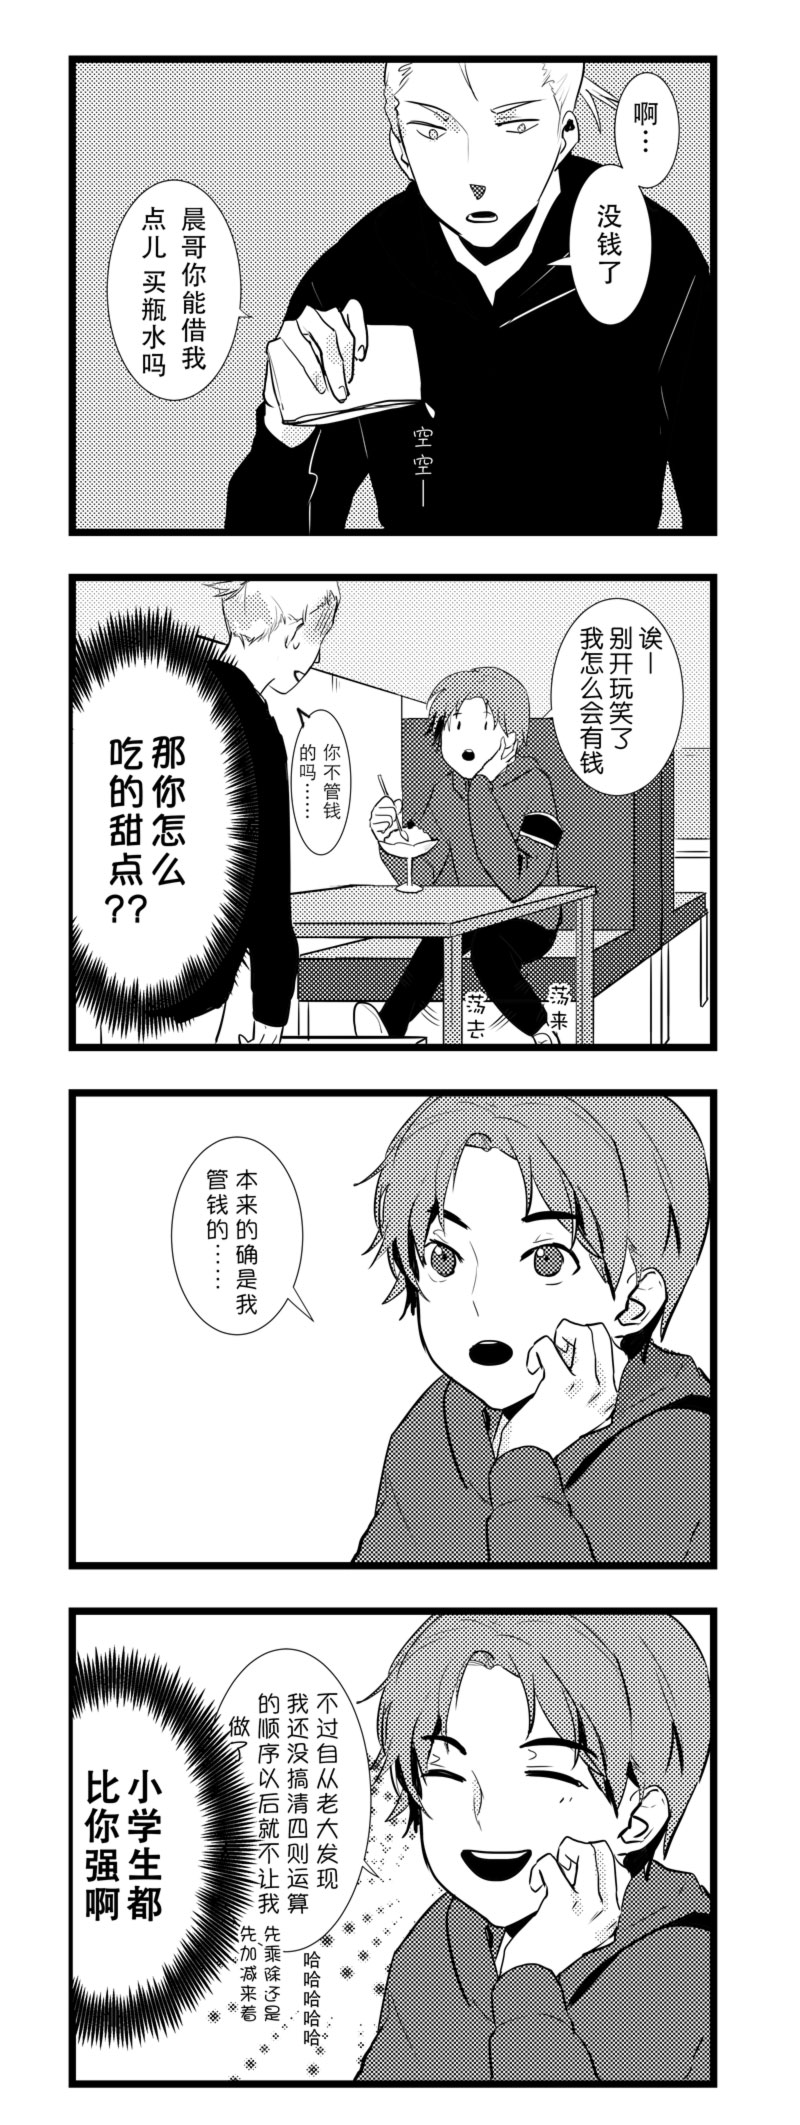 啊…
没钱了
空空—
晨哥你能借我
点儿 买瓶水吗
诶—
别开玩笑了
我怎么会有钱
你不管钱
的吗……
荡来
荡去
那你怎么
吃的甜点??
本来的确是我
管钱的……
不过自从老大发现
我还没搞清四则运算
的顺序以后就不让我
做了
哈哈哈哈哈
先乘除还是
先加减来着
小学生都
比你强啊